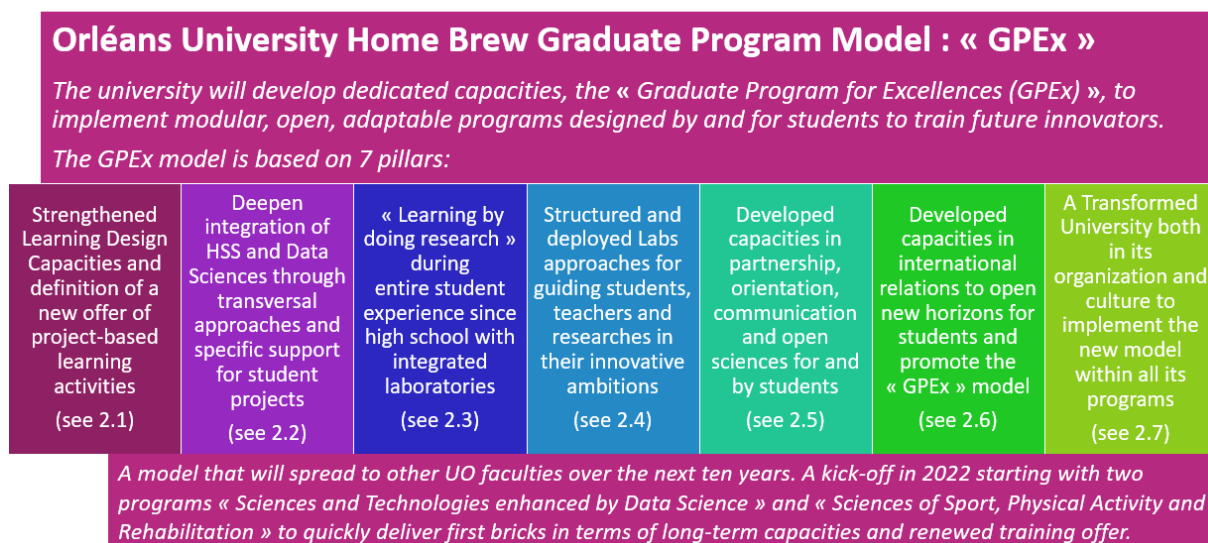 Orléans University Home Brew Graduate Program Model : « GPEx »
The university will develop dedicated capacities, the « Graduate Program for Excellences (GPEx) », to
implement modular, open, adaptable programs designed by and for students to train future innovators.
The GPEx model is based on 7 pillars:
Strengthened
Learning Design
Capacities and
definition of a
new offer of
project-based
learning
activities
(see 2.1)
Deepen
integration of
HSS and Data
Sciences through
transversal
approaches and
specific support
for student
projects
(see 2.2)
« Learning by
doing research »
during
entire student
experience since
high school with
integrated
laboratories
(see 2.3)
Structured and
deployed Labs
approaches for
guiding students,
teachers and
researches in
their innovative
ambitions
(see 2.4)
Developed
capacities in
partnership,
orientation,
communication
and open
sciences for and
by students
(see 2.5)
Developed
capacities in
international
relations to open
new horizons for
students and
promote the
« GPEx » model
(see 2.6)
A Transformed
University both
in its
organization and
culture to
implement the
new model
within all its
programs
(see 2.7)
A model that will spread to other UO faculties over the next ten years. A kick-off in 2022 starting with two
programs « Sciences and Technologies enhanced by Data Science » and « Sciences of Sport, Physical Activity and
Rehabilitation » to quickly deliver first bricks in terms of long-term capacities and renewed training offer.